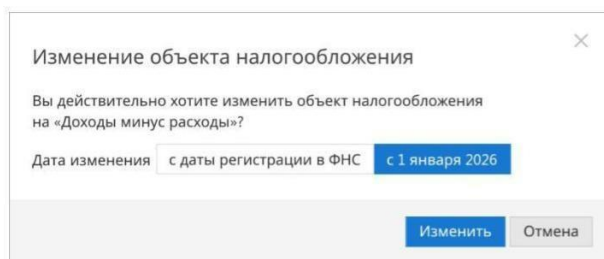 Изменение объекта налогообложения
Вы действительно хотите изменить объект налогообложения
на «Доходы минус расходы»?
Дата изменения с даты регистрации в ФНС с 1 января 2026
Изменить Отмена